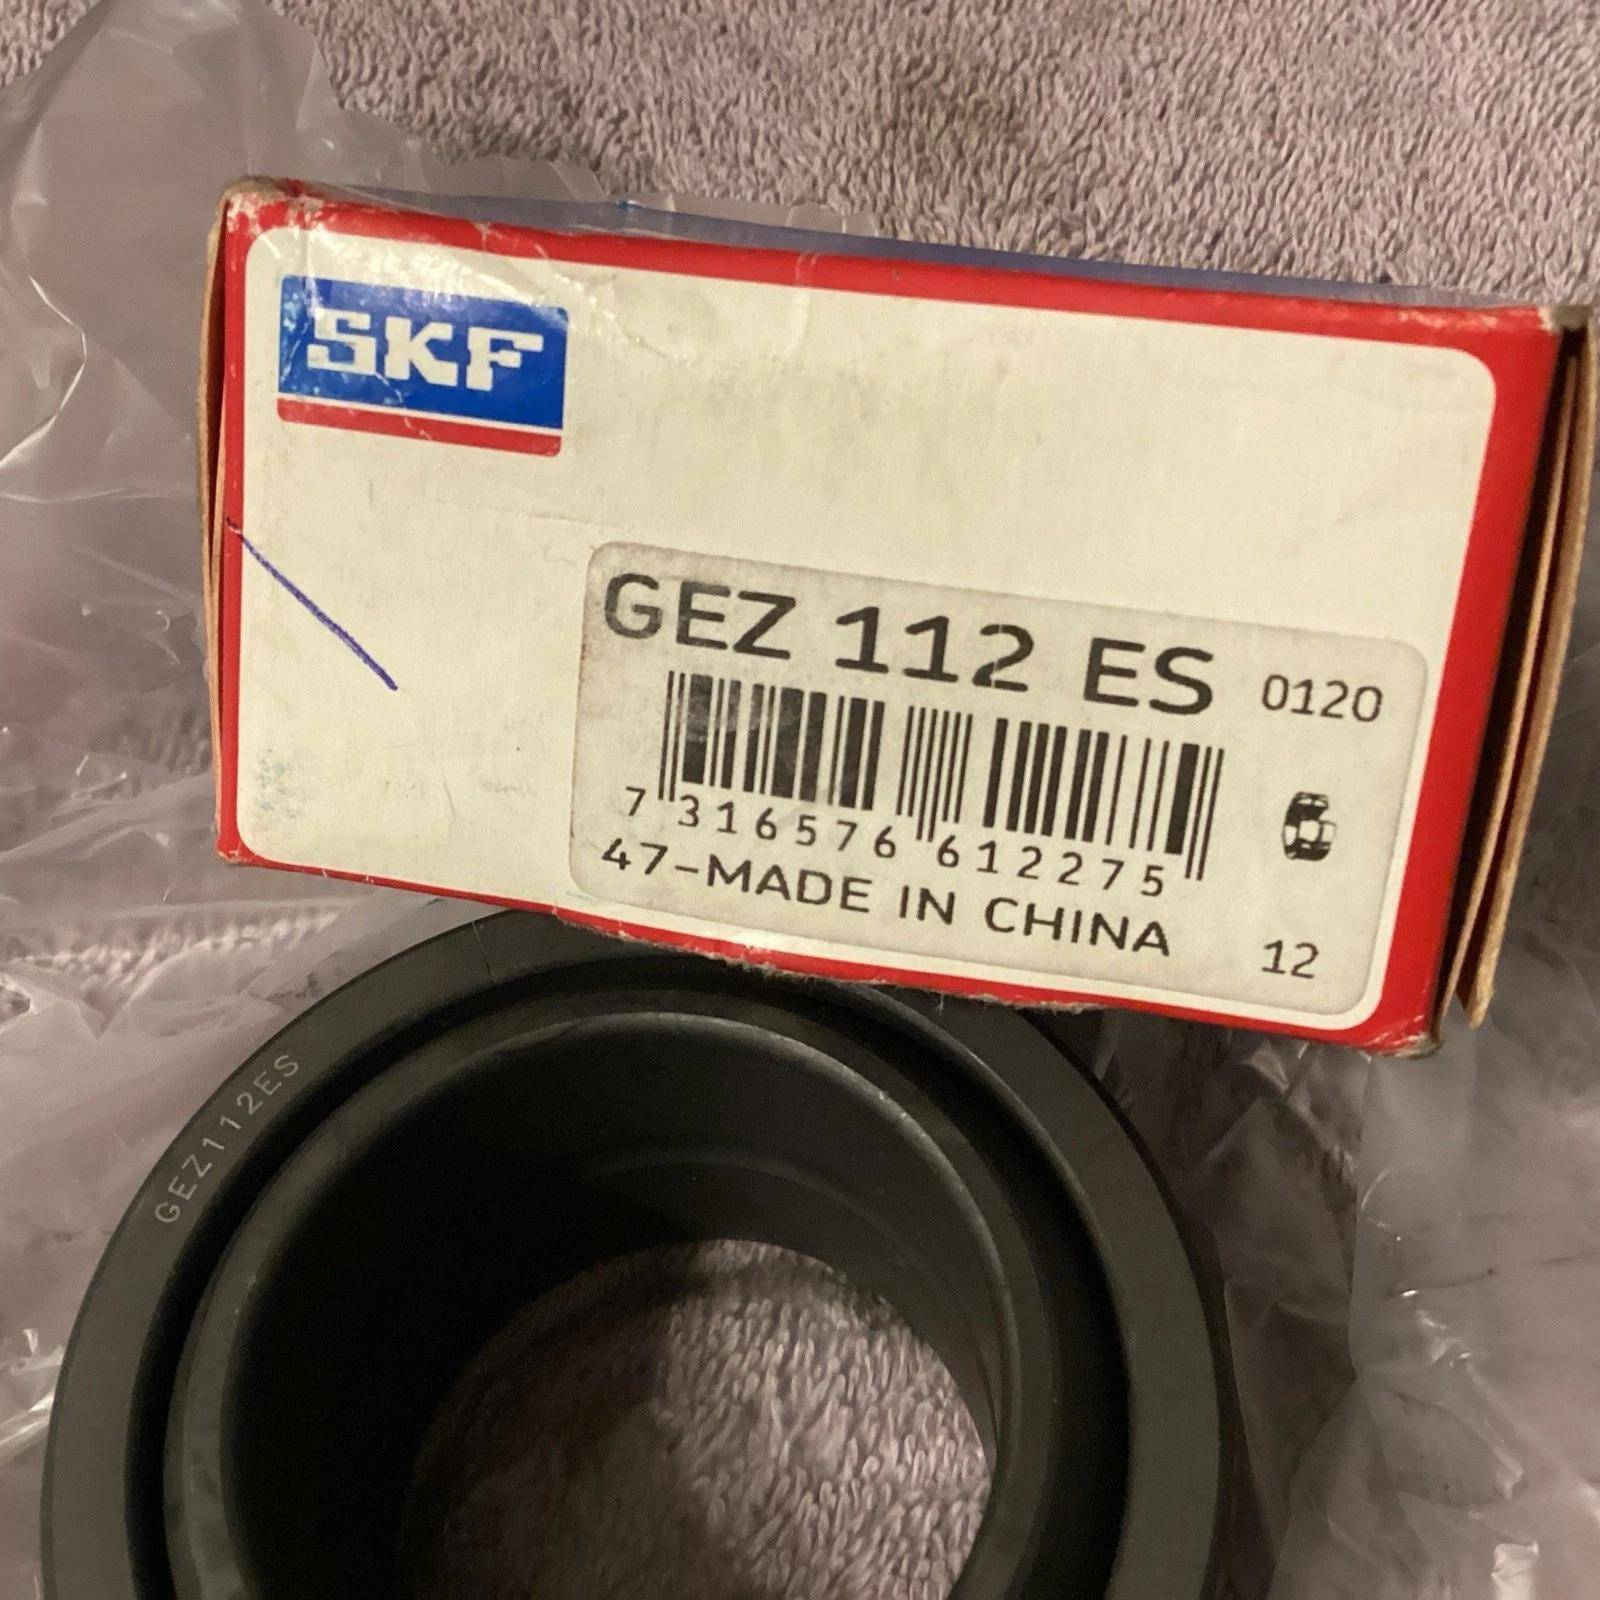 SKF
GEZ 112 ES 0120
7 316576 612275
47-MADE IN CHINA
12
GEZ112ES